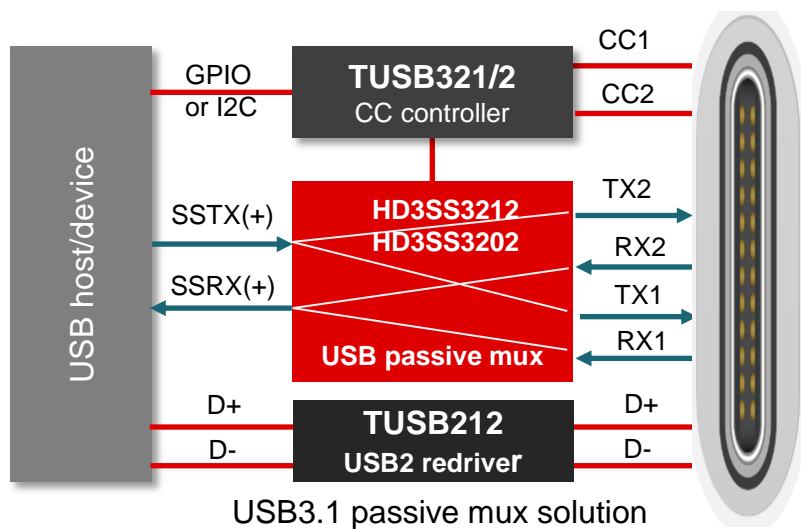 USB host/device
GPIO
or I2C
TUSB321/2
CC controller
CC1
CC2
SSTX(+)
SSRX(+)
HD3SS3212
HD3SS3202
USB passive mux
TX2
RX2
TX1
RX1
D+
D-
TUSB212
USB2 redriver
D+
D-
USB3.1 passive mux solution